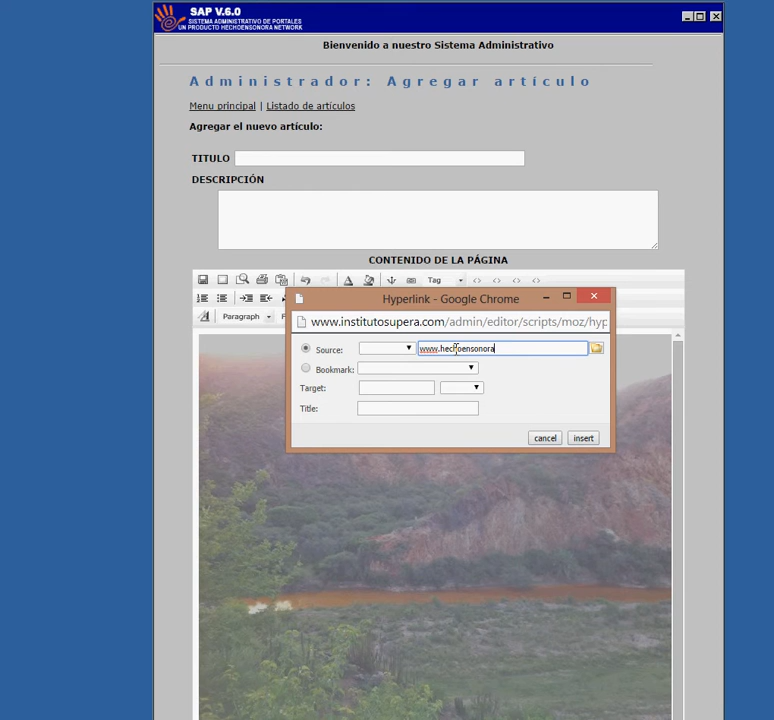 SAP V.6.0
SISTEMA ADMINISTRATIVO DE PORTALES
UN PRODUCTO HECHOENSONORA NETWORK
Bienvenido a nuestro Sistema Administrativo
Administrador: Agregar artículo
Menu principal | Listado de artículos
Agregar el nuevo artículo:
TITULO
DESCRIPCIÓN
CONTENIDO DE LA PÁGINA
Tag
Paragraph
Hyperlink - Google Chrome
www.institutosupera.com/admin/editor/scripts/moz/hyp
Source:
www.hechoensonora
Bookmark:
Target:
Title:
cancel insert